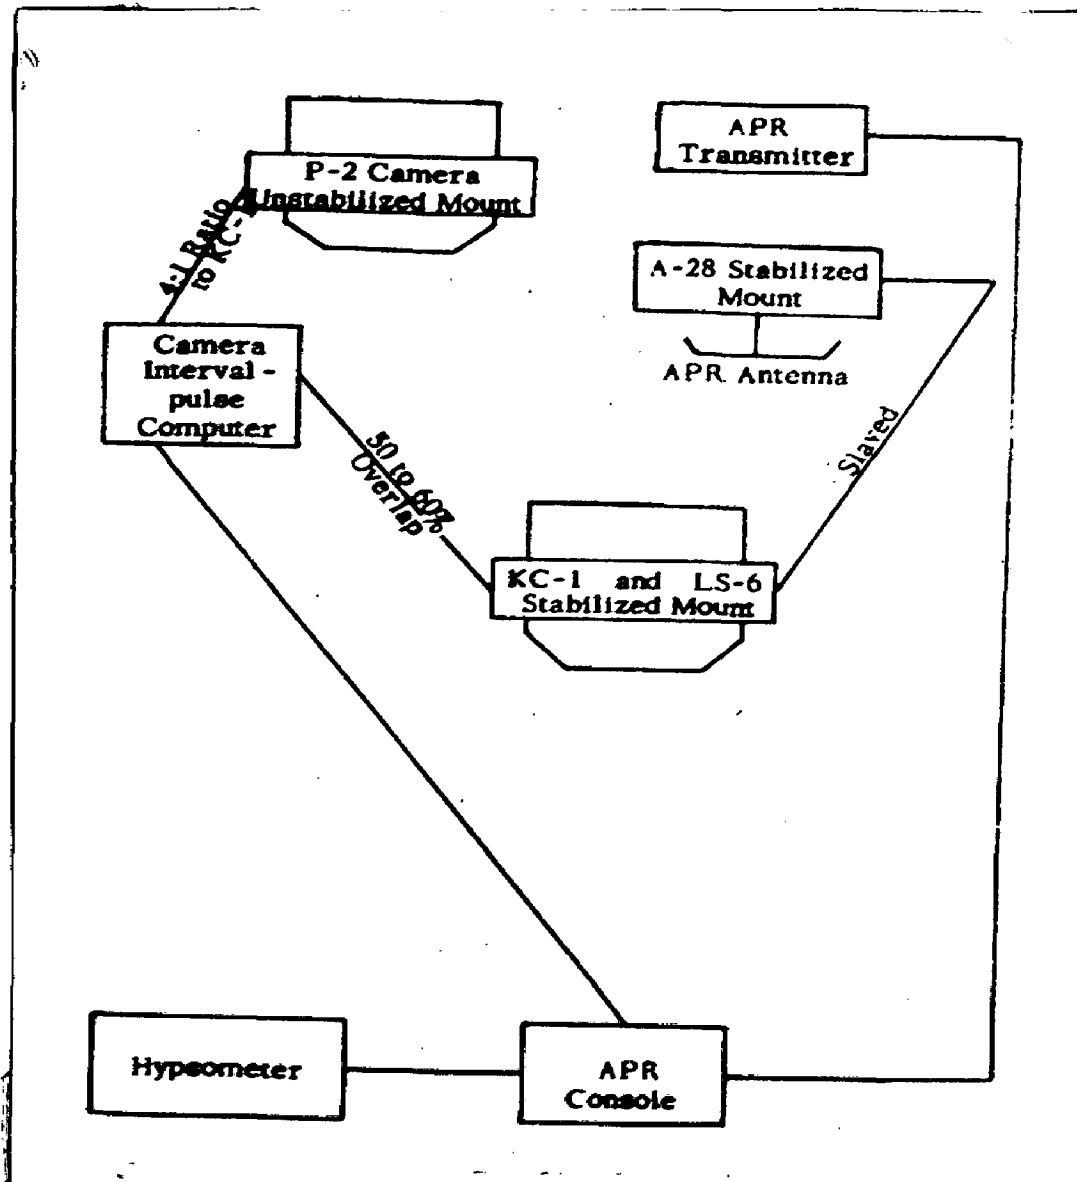 P-2 Camera
Unstabilized Mount
APR
Transmitter
4:1 Ratio
to KC-1
A-28 Stabilized
Mount
APR Antenna
Camera
Interval-
pulse
Computer
50 to 60%
Overlap
Slaved
KC-1 and LS-6
Stabilized Mount
Hypsometer
APR
Console